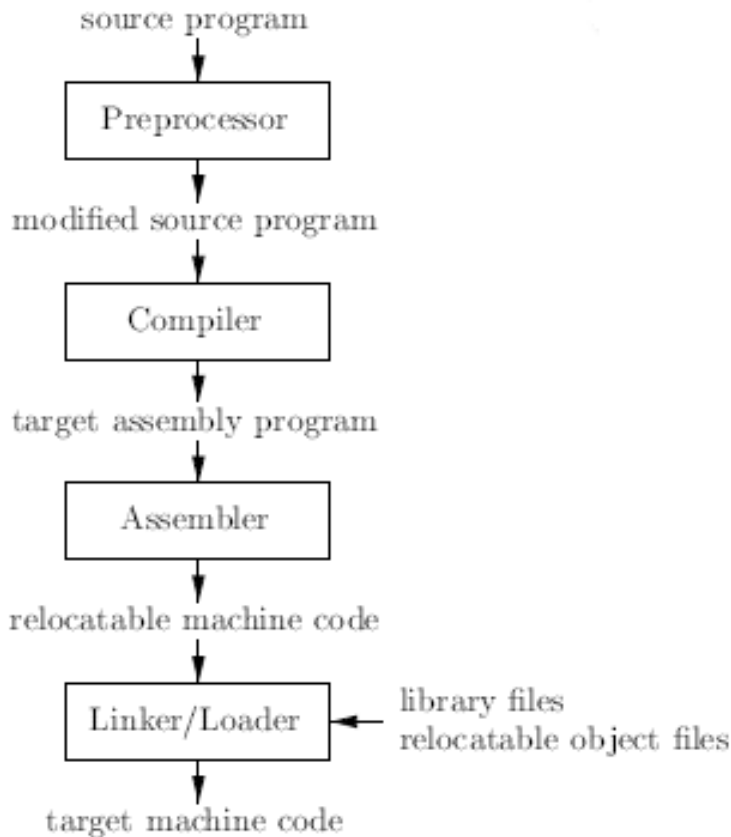 source program
Preprocessor
modified source program
Compiler
target assembly program
Assembler
relocatable machine code
Linker/Loader
library files
relocatable object files
target machine code